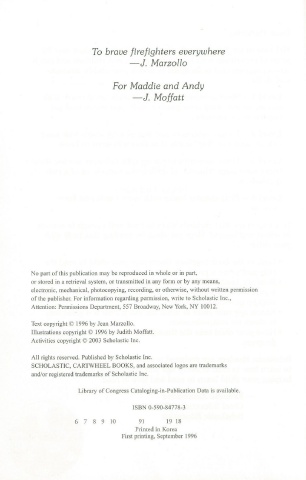 To brave firefighters everywhere
—J. Marzollo
For Maddie and Andy
—J. Moffatt
No part of this publication may be reproduced in whole or in part,
or stored in a retrieval system, or transmitted in any form or by any means,
electronic, mechanical, photocopying, recording, or otherwise, without written permission
of the publisher. For information regarding permission, write to Scholastic Inc.,
Attention: Permissions Department, 557 Broadway, New York, NY 10012.
Text copyright © 1996 by Jean Marzollo.
Illustrations copyright © 1996 by Judith Moffatt.
Activities copyright © 2003 Scholastic Inc.
All rights reserved. Published by Scholastic Inc.
SCHOLASTIC, CARTWHEEL BOOKS, and associated logos are trademarks
and/or registered trademarks of Scholastic Inc.
Library of Congress Cataloging-in-Publication Data is available.
ISBN 0-590-84778-3
6 7 8 9 10 91 19 18
Printed in Korea
First printing, September 1996